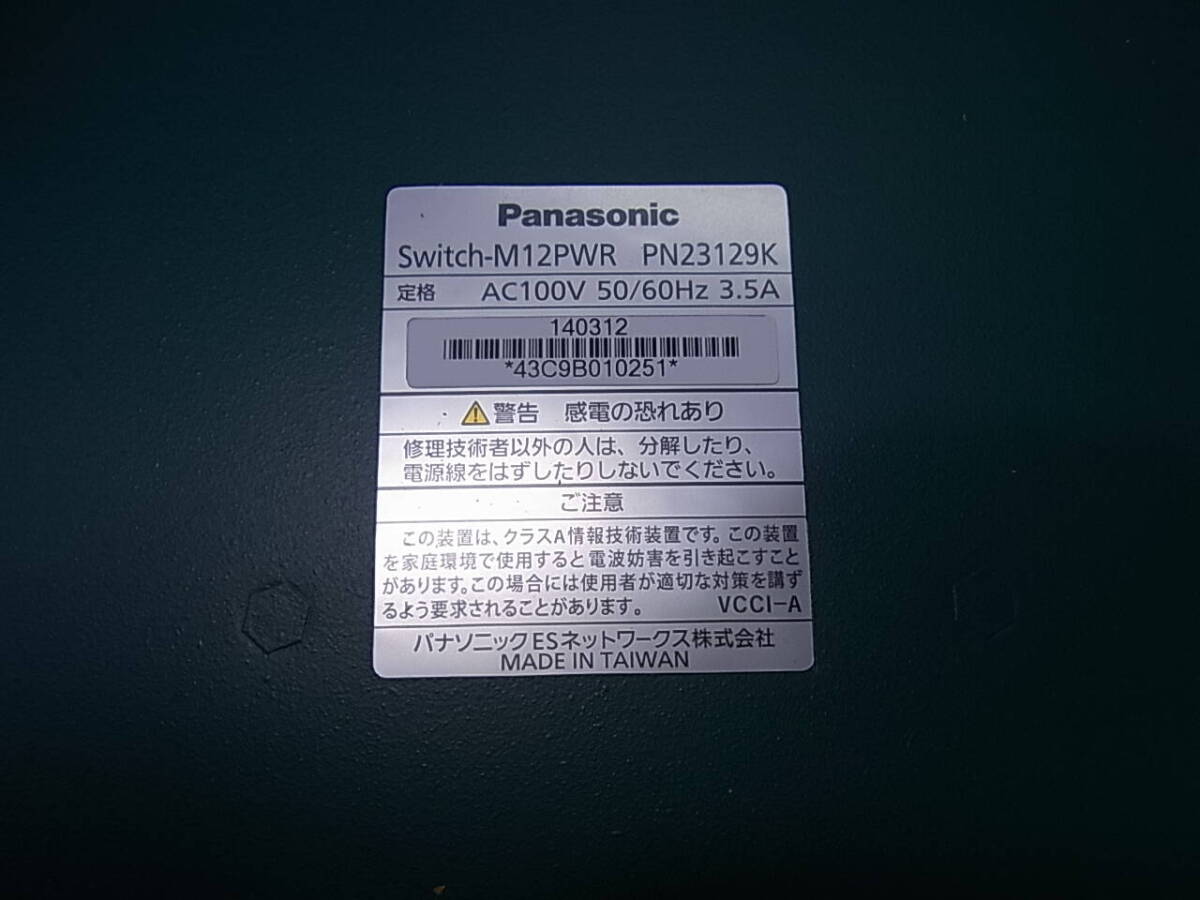 Panasonic
Switch-M12PWR PN23129K
定格 AC100V 50/60Hz 3.5A
140312
*43C9B010251*
警告 感電の恐れあり
修理技術者以外の人は、分解したり、
電源線をはずしたりしないでください。
ご注意
この装置は、クラスA情報技術装置です。この装置
を家庭環境で使用すると電波妨害を引き起こすこと
があります。この場合には使用者が適切な対策を講ず
るよう要求されることがあります。 VCCI-A
パナソニックESネットワークス株式会社
MADE IN TAIWAN